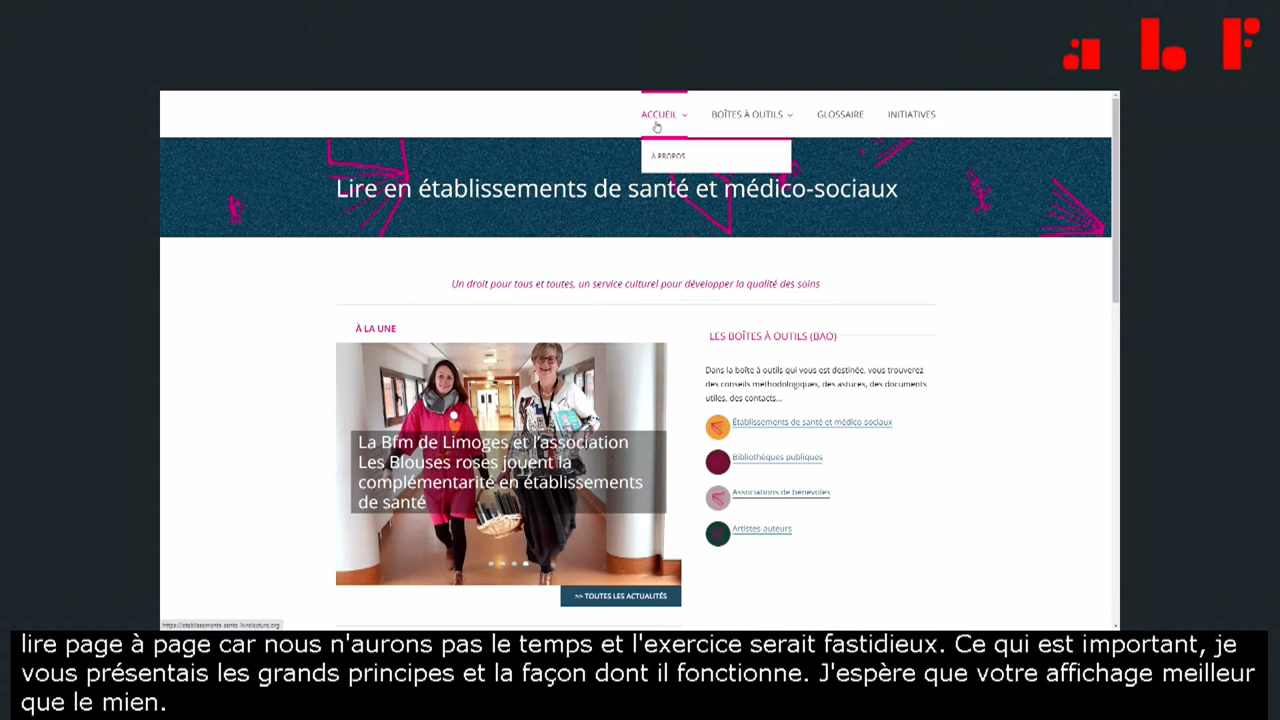 abf
ACCUEIL BOÎTES À OUTILS GLOSSAIRE INITIATIVES
À PROPOS
Lire en établissements de santé et médico-sociaux
Un droit pour tous et toutes, un service culturel pour développer la qualité des soins
À LA UNE
La Bfm de Limoges et l'association
Les Blouses roses jouent la
complémentarité en établissements
de santé
>> TOUTES LES ACTUALITÉS
LES BOÎTES À OUTILS (BAO)
Dans la boîte à outils qui vous est destinée, vous trouverez
des conseils méthodologiques, des astuces, des documents
utiles, des contacts...
Établissements de santé et médico sociaux
Bibliothèques publiques
Associations de bénévoles
Artistes-auteurs
https://etablissements-sante-livrelecture.org
lire page à page car nous n'aurons pas le temps et l'exercice serait fastidieux. Ce qui est important, je
vous présentais les grands principes et la façon dont il fonctionne. J'espère que votre affichage meilleur
que le mien.